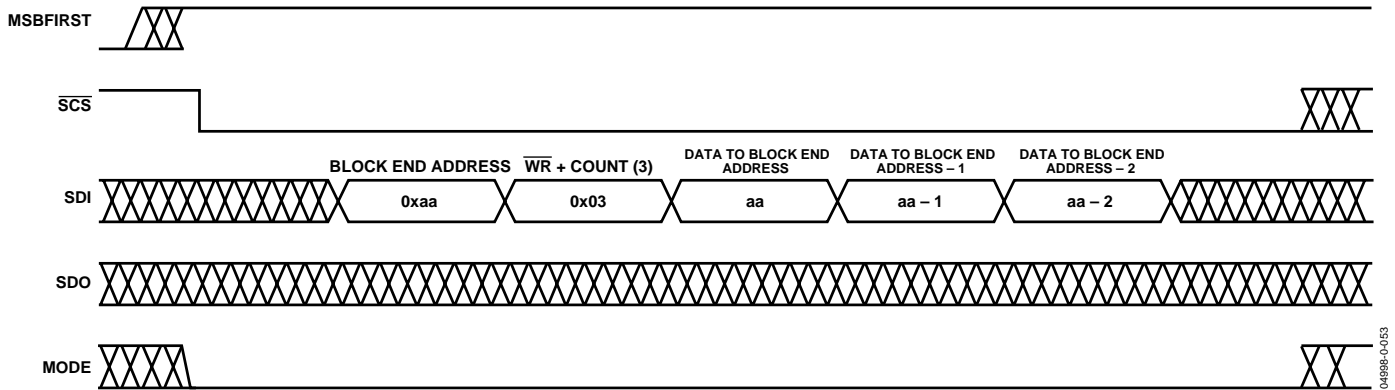 MSBFIRST
SCS
BLOCK END ADDRESS
WR + COUNT (3)
DATA TO BLOCK END
ADDRESS
DATA TO BLOCK END
ADDRESS – 1
DATA TO BLOCK END
ADDRESS – 2
SDI
0xaa
0x03
aa
aa – 1
aa – 2
SDO
MODE
04998-0-053